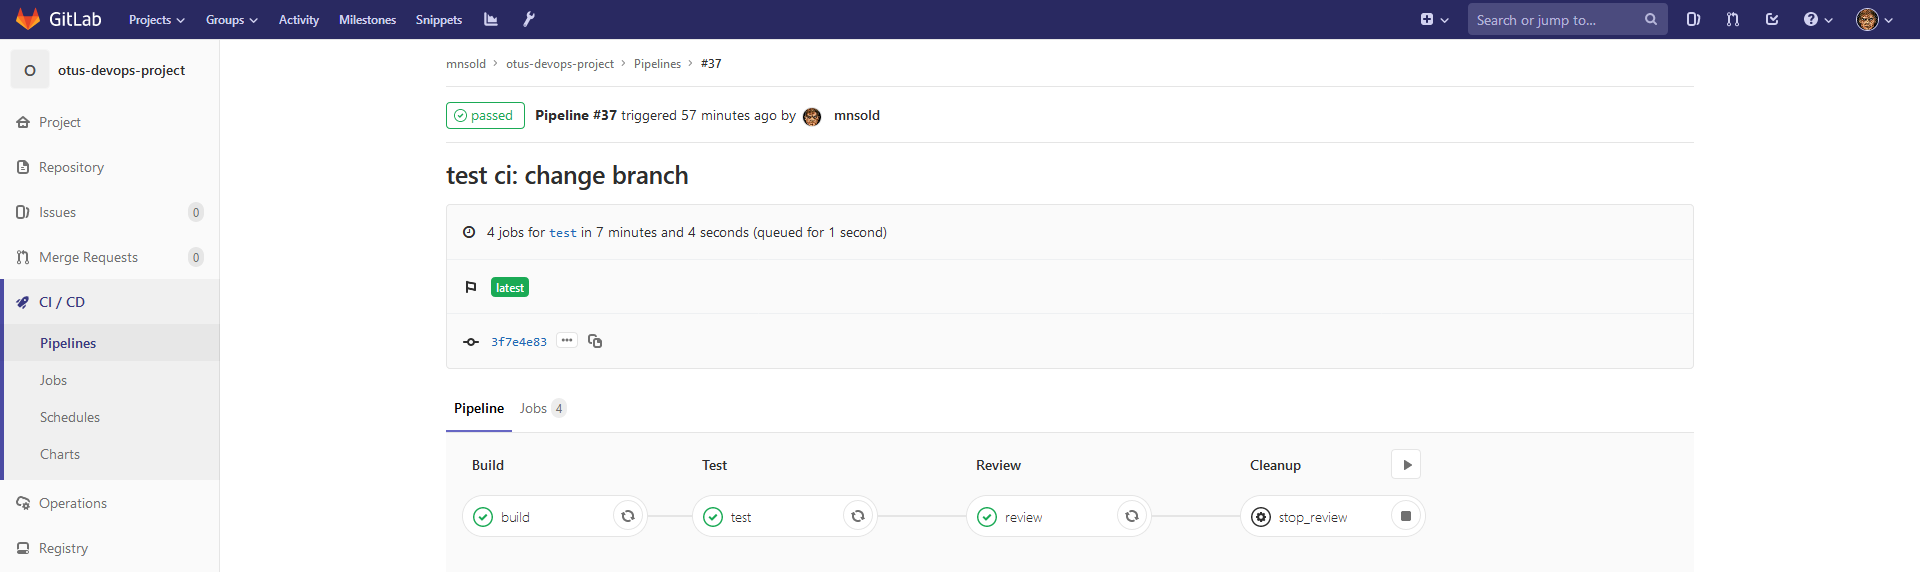 GitLab Projects Groups Activity Milestones Snippets Search or jump to...
O otus-devops-project
Project
Repository
Issues 0
Merge Requests 0
CI / CD
Pipelines
Jobs
Schedules
Charts
Operations
Registry
mnsold > otus-devops-project > Pipelines > #37
passed Pipeline #37 triggered 57 minutes ago by mnsold
test ci: change branch
4 jobs for test in 7 minutes and 4 seconds (queued for 1 second)
latest
3f7e4e83 ...
Pipeline Jobs 4
Build Test Review Cleanup
build test review stop_review